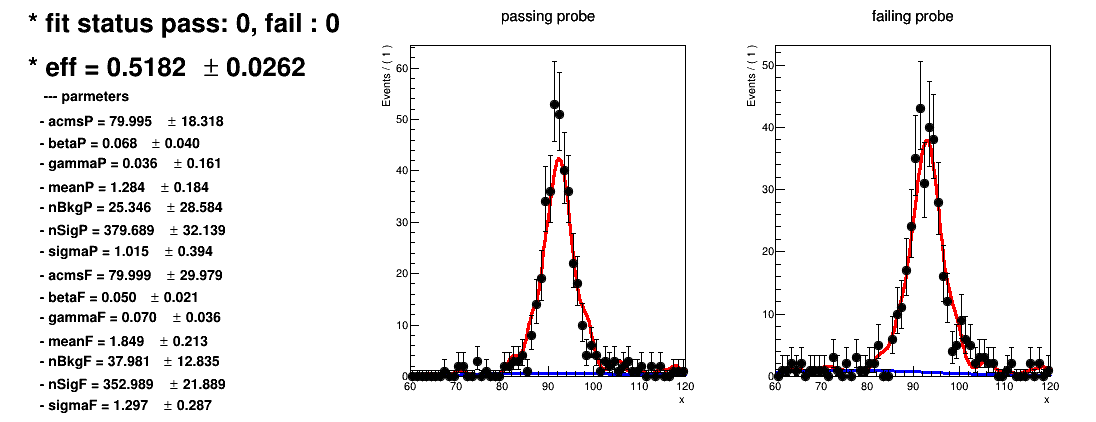 * fit status pass: 0, fail : 0
* eff = 0.5182 ± 0.0262
--- parmeters
- acmsP = 79.995 ± 18.318
- betaP = 0.068 ± 0.040
- gammaP = 0.036 ± 0.161
- meanP = 1.284 ± 0.184
- nBkgP = 25.346 ± 28.584
- nSigP = 379.689 ± 32.139
- sigmaP = 1.015 ± 0.394
- acmsF = 79.999 ± 29.979
- betaF = 0.050 ± 0.021
- gammaF = 0.070 ± 0.036
- meanF = 1.849 ± 0.213
- nBkgF = 37.981 ± 12.835
- nSigF = 352.989 ± 21.889
- sigmaF = 1.297 ± 0.287
passing probe
Events / ( 1 )
60
50
40
30
20
10
0
60 70 80 90 100 110 120
x
failing probe
Events / ( 1 )
50
40
30
20
10
0
60 70 80 90 100 110 120
x